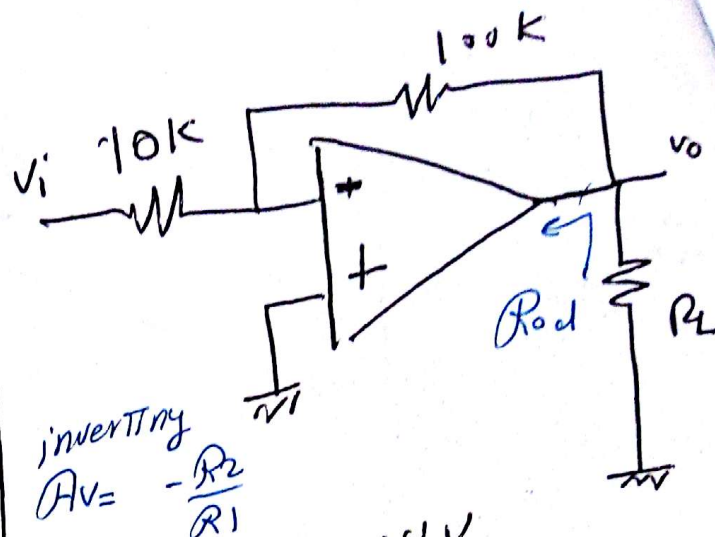 100K
Vi 10K
vo
+
+
Rod
RL
inverting
Av= -R2
R1